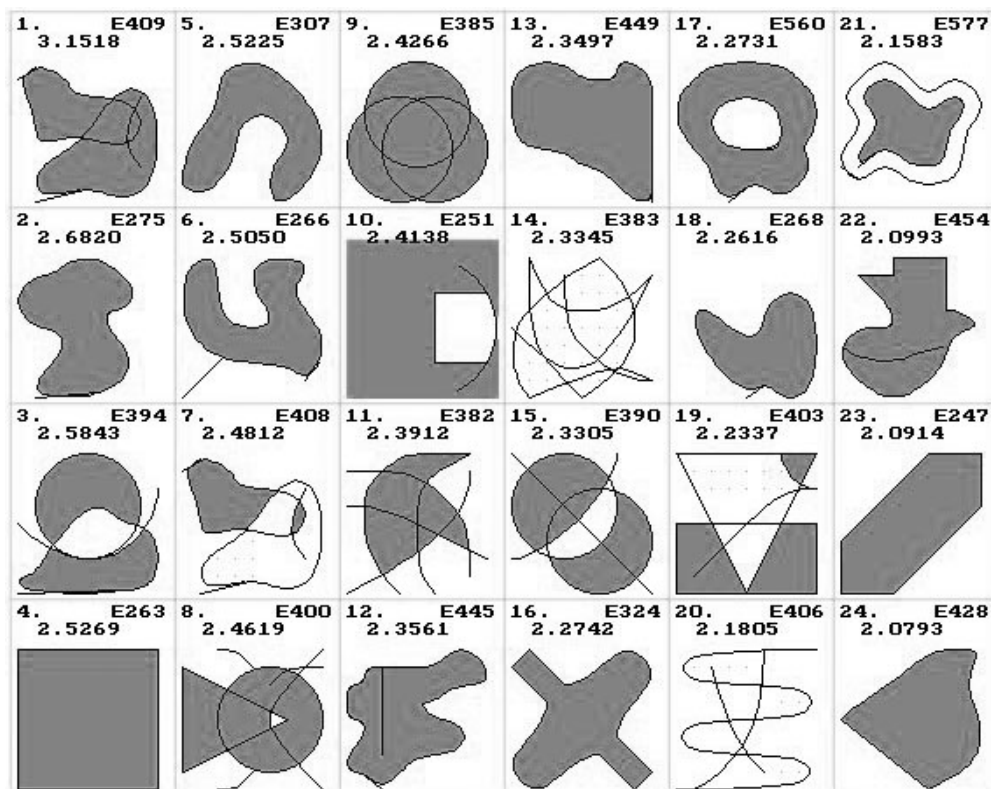 1. E409
3.1518
5. E307
2.5225
9. E385
2.4266
13. E449
2.3497
17. E560
2.2731
21. E577
2.1583
2. E275
2.6820
6. E266
2.5050
10. E251
2.4138
14. E383
2.3345
18. E268
2.2616
22. E454
2.0993
3. E394
2.5843
7. E408
2.4812
11. E382
2.3912
15. E390
2.3305
19. E403
2.2337
23. E247
2.0914
4. E263
2.5269
8. E400
2.4619
12. E445
2.3561
16. E324
2.2742
20. E406
2.1805
24. E428
2.0793